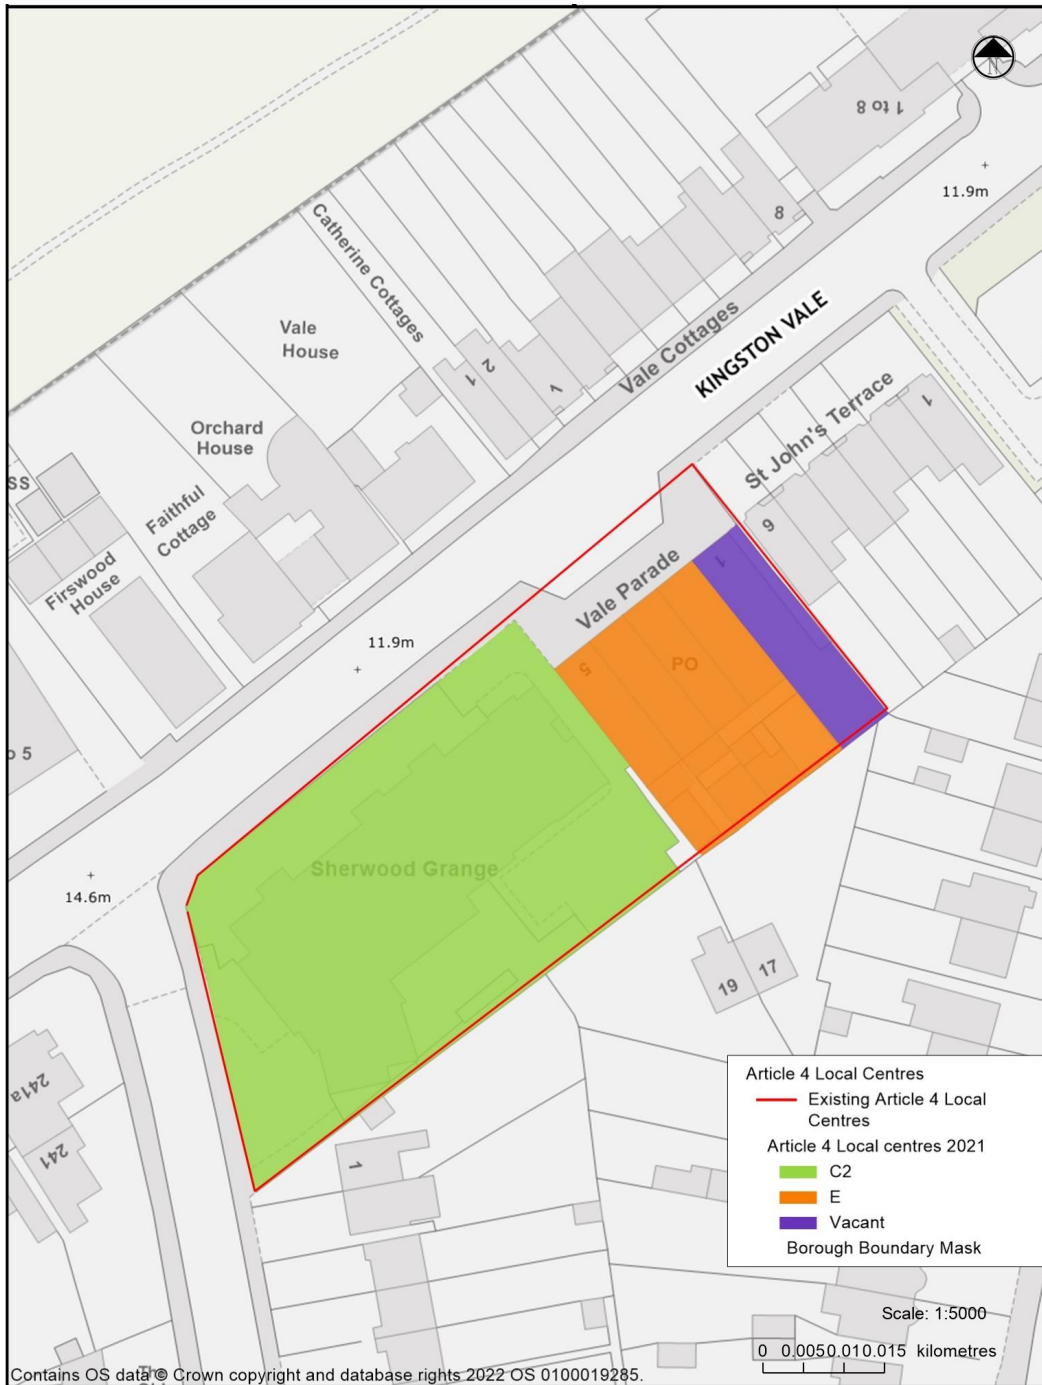 1 to 8
N
11.9m
8
Catherine Cottages
Vale
House
Vale Cottages
KINGSTON VALE
2
1
1
St John's Terrace
1
Orchard
House
SS
Faithful
Cottage
9
Firswood
House
Vale Parade
1
11.9m
5
PO
o 5
Sherwood Grange
14.6m
19
17
241a
241
1
Article 4 Local Centres
Existing Article 4 Local
Centres
Article 4 Local centres 2021
C2
E
Vacant
Borough Boundary Mask
Scale: 1:5000
0 0.0050.010.015 kilometres
Contains OS data © Crown copyright and database rights 2022 OS 0100019285.